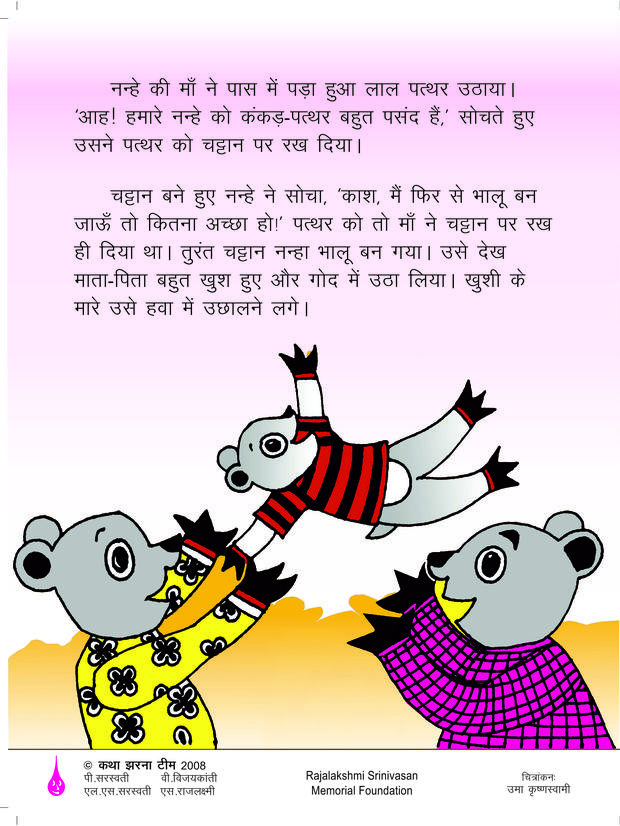 नन्हे की माँ ने पास में पड़ा हुआ लाल पत्थर उठाया।
‘आह! हमारे नन्हे को कंकड़-पत्थर बहुत पसंद हैं,’ सोचते हुए
उसने पत्थर को चट्टान पर रख दिया।
चट्टान बने हुए नन्हे ने सोचा, ‘काश, मैं फिर से भालू बन
जाऊँ तो कितना अच्छा हो!’ पत्थर को तो माँ ने चट्टान पर रख
ही दिया था। तुरंत चट्टान नन्हा भालू बन गया। उसे देख
माता-पिता बहुत खुश हुए और गोद में उठा लिया। खुशी के
मारे उसे हवा में उछालने लगे।
© कथा झरना टीम 2008
पी.सरस्वती वी.विजयकांती
एल.एस.सरस्वती एस.राजलक्ष्मी
Rajalakshmi Srinivasan
Memorial Foundation
चित्रांकनः
उमा कृष्णस्वामी